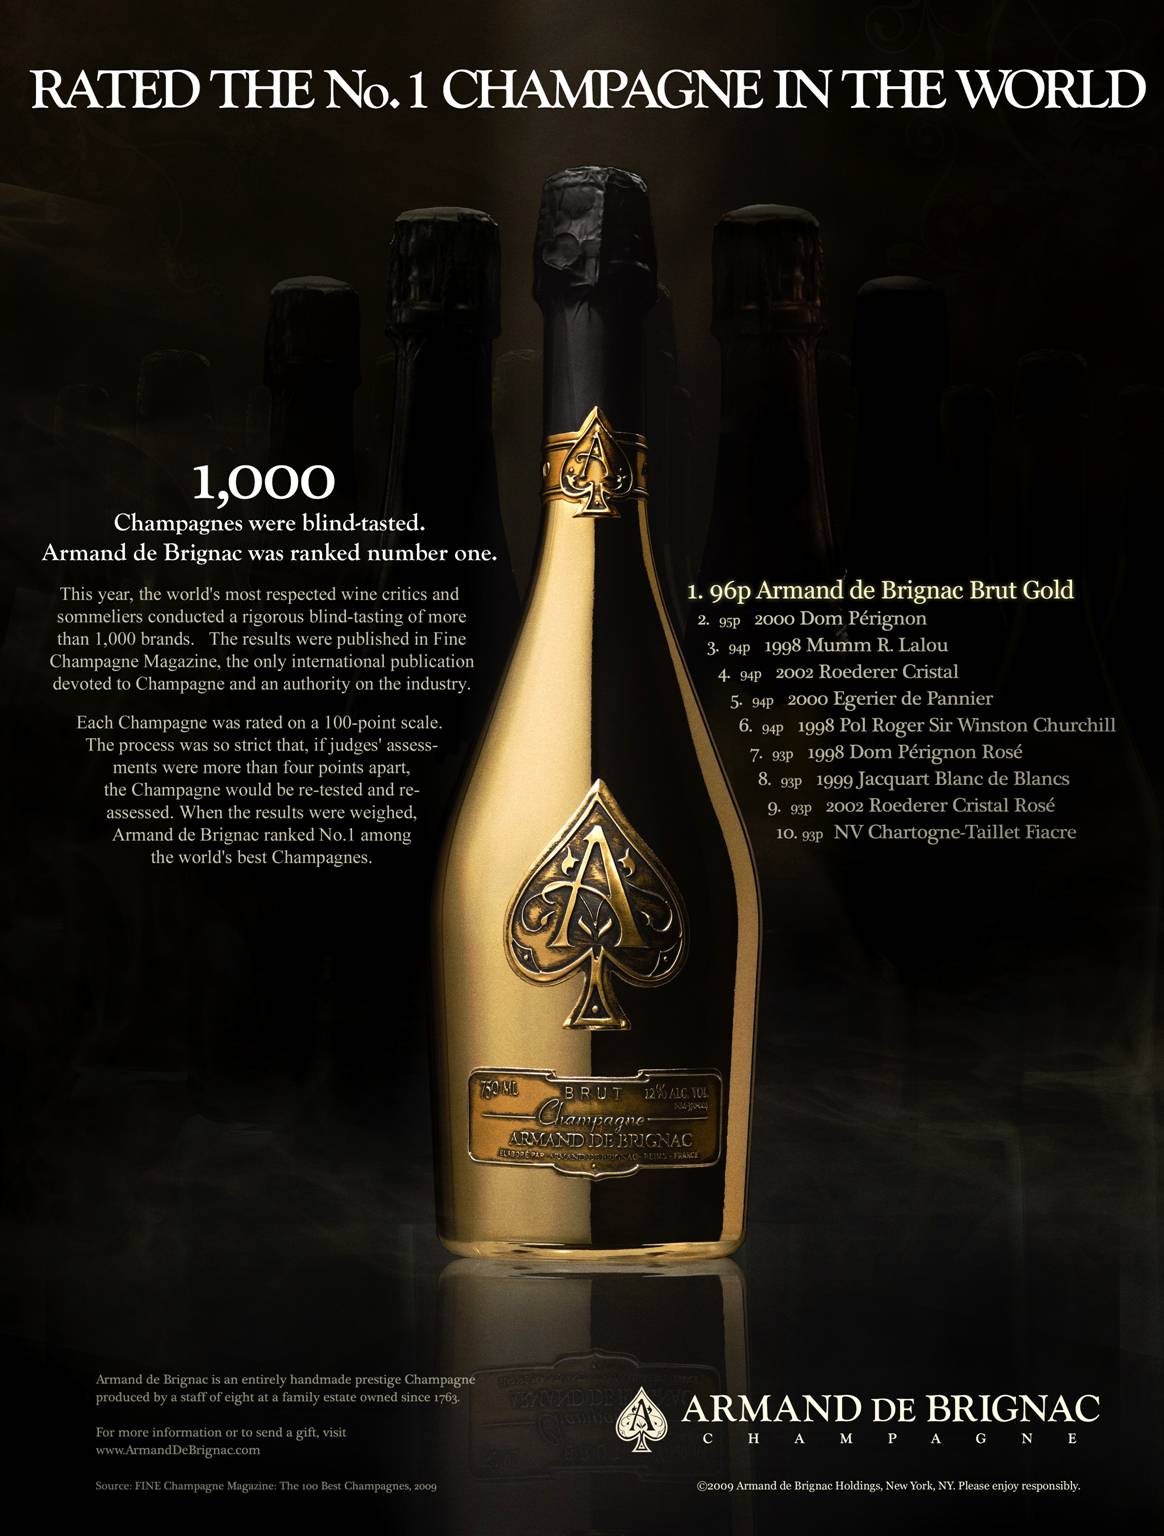 RATED THE No. 1 CHAMPAGNE IN THE WORLD
A
1,000
Champagnes were blind-tasted.
Armand de Brignac was ranked number one.
This year, the world's most respected wine critics and
sommeliers conducted a rigorous blind-tasting of more
than 1,000 brands. The results were published in Fine
Champagne Magazine, the only international publication
devoted to Champagne and an authority on the industry.
Each Champagne was rated on a 100-point scale.
The process was so strict that, if judges' assess-
ments were more than four points apart,
the Champagne would be re-tested and re-
assessed. When the results were weighed,
Armand de Brignac ranked No.1 among
the world's best Champagnes.
1. 96p Armand de Brignac Brut Gold
2. 95p 2000 Dom Pérignon
3. 94p 1998 Mumm R. Lalou
4. 94p 2002 Roederer Cristal
5. 94p 2000 Egerier de Pannier
6. 94p 1998 Pol Roger Sir Winston Churchill
7. 93p 1998 Dom Pérignon Rosé
8. 93p 1999 Jacquart Blanc de Blancs
9. 93p 2002 Roederer Cristal Rosé
10. 93p NV Chartogne-Taillet Fiacre
A
750 ML BRUT 12% ALC. VOL.
Champagne
ARMAND DE BRIGNAC
ELABORÉ PAR ARMAND DE BRIGNAC - REIMS - FRANCE
Armand de Brignac is an entirely handmade prestige Champagne
produced by a staff of eight at a family estate owned since 1763.
For more information or to send a gift, visit
www.ArmandDeBrignac.com
Source: FINE Champagne Magazine: The 100 Best Champagnes, 2009
A
ARMAND DE BRIGNAC
CHAMPAGNE
©2009 Armand de Brignac Holdings, New York, NY. Please enjoy responsibly.